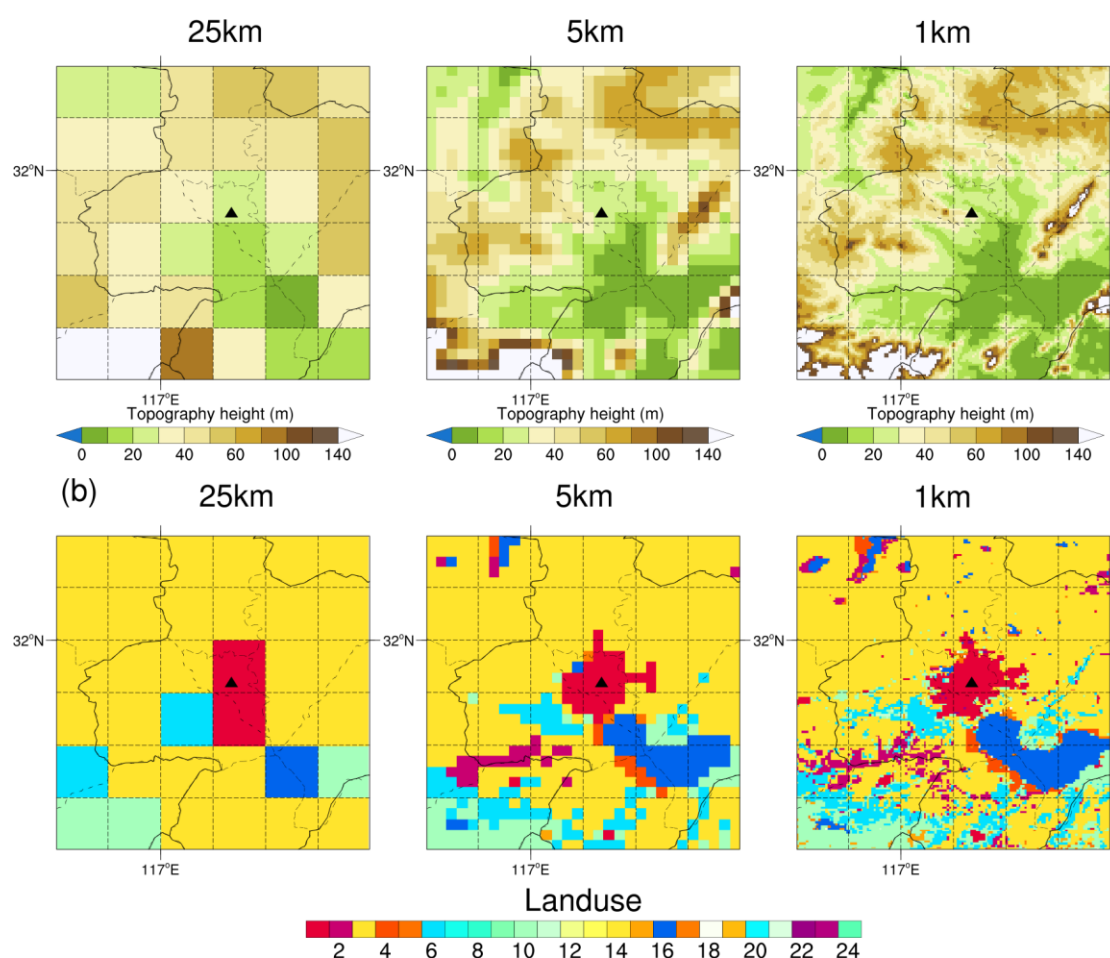 25km 5km 1km
32°N 32°N 32°N
117°E 117°E 117°E
Topography height (m) Topography height (m) Topography height (m)
0 20 40 60 100 140 0 20 40 60 100 140 0 20 40 60 100 140
(b) 25km 5km 1km
32°N 32°N 32°N
117°E 117°E 117°E
Landuse
2 4 6 8 10 12 14 16 18 20 22 24